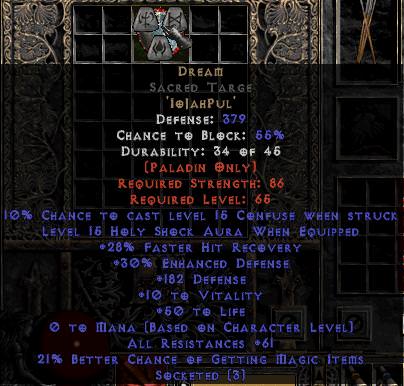 Dream
Sacred Targe
'IoJahPul'
Defense: 379
Chance to Block: 55%
Durability: 34 of 45
(Paladin Only)
Required Strength: 86
Required Level: 65
10% Chance to cast level 15 Confuse when struck
Level 15 Holy Shock Aura When Equipped
+28% Faster Hit Recovery
+30% Enhanced Defense
+182 Defense
+10 to Vitality
+50 to Life
0 to Mana (Based on Character Level)
All Resistances +61
21% Better Chance of Getting Magic Items
Socketed (3)